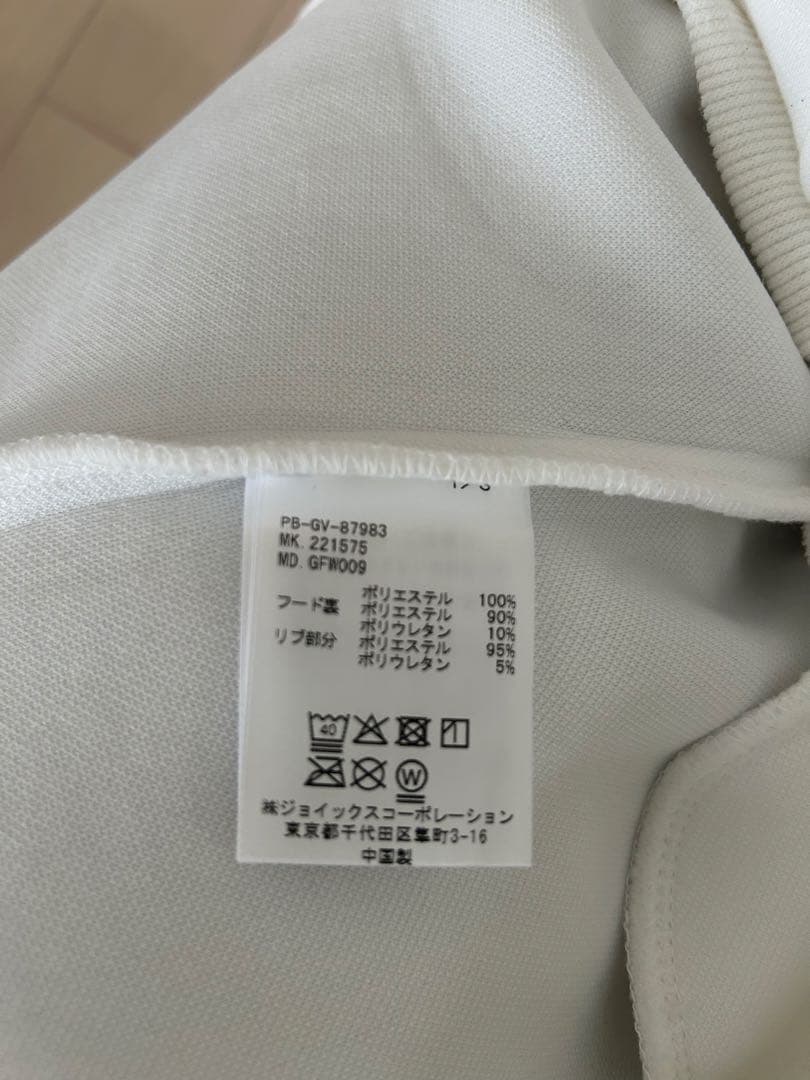 PB-GV-87983
MK.221575
MD.GFW009
ポリエステル 100%
フード裏 ポリエステル 90%
ポリウレタン 10%
リブ部分 ポリエステル 95%
ポリウレタン 5%
40
W
㈱ジョイックスコーポレーション
東京都千代田区隼町3-16
中国製